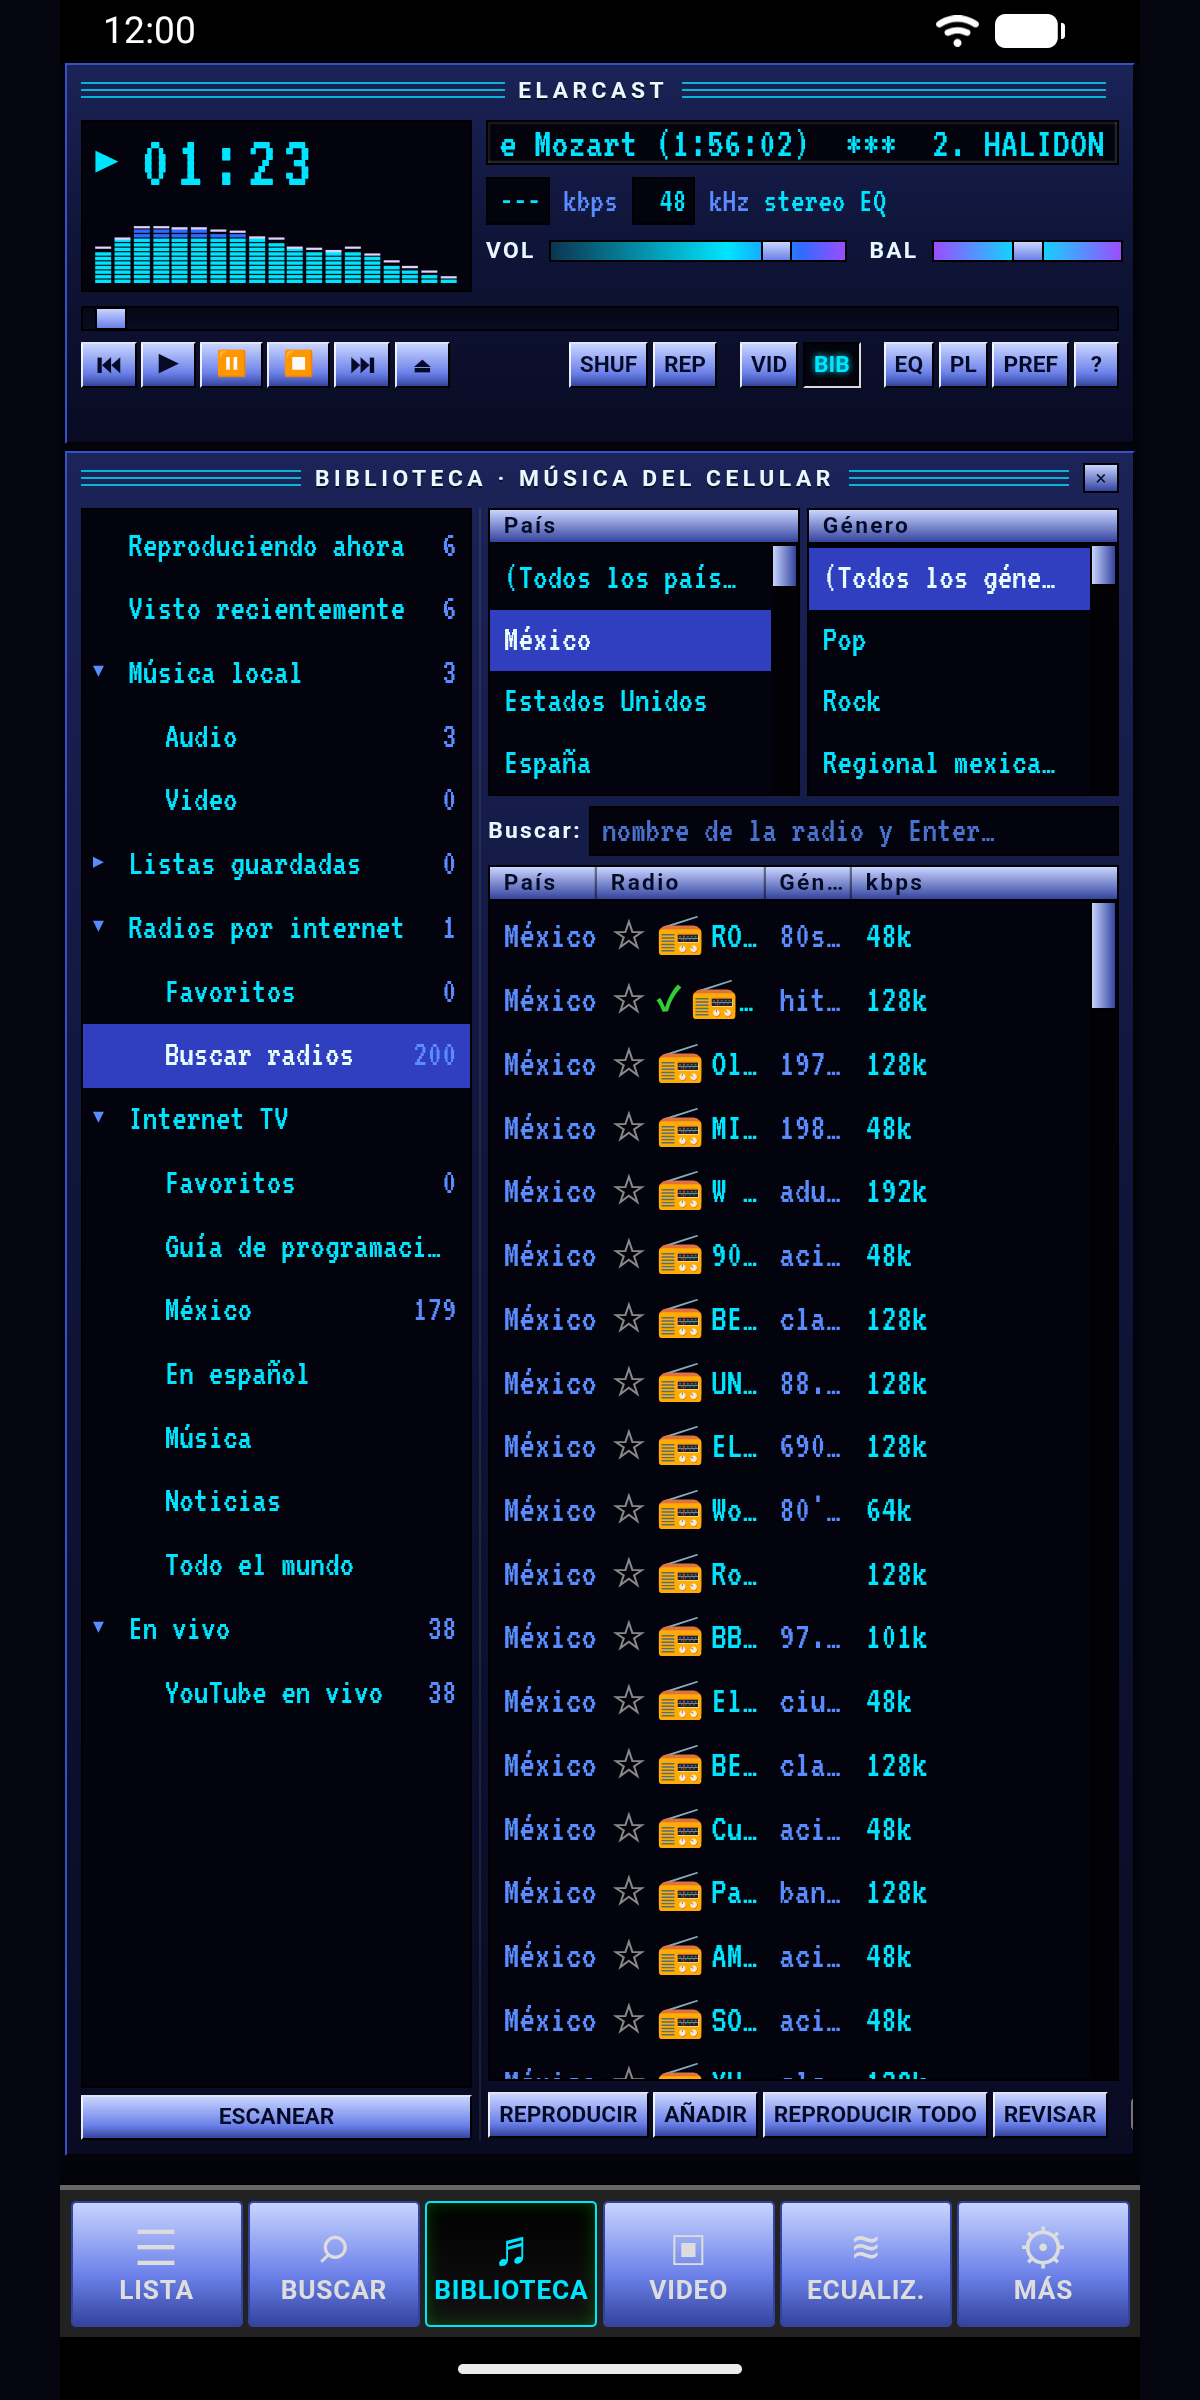 12:00
ELARCAST
01:23
e Mozart (1:56:02) *** 2. HALIDON
--- kbps 48 kHz stereo EQ
VOL BAL
SHUF REP VID BIB EQ PL PREF ?
BIBLIOTECA · MÚSICA DEL CELULAR
Reproduciendo ahora 6
Visto recientemente 6
Música local 3
Audio 3
Video 0
Listas guardadas 0
Radios por internet 1
Favoritos 0
Buscar radios 200
Internet TV
Favoritos 0
Guía de programaci…
México 179
En español
Música
Noticias
Todo el mundo
En vivo 38
YouTube en vivo 38
ESCANEAR
País
(Todos los país…
México
Estados Unidos
España
Género
(Todos los géne…
Pop
Rock
Regional mexica…
Buscar: nombre de la radio y Enter…
País Radio Gén… kbps
México RO… 80s… 48k
México … hit… 128k
México Ol… 197… 128k
México MI… 198… 48k
México W … adu… 192k
México 90… aci… 48k
México BE… cla… 128k
México UN… 88.… 128k
México EL… 690… 128k
México Wo… 80'… 64k
México Ro… 128k
México BB… 97.… 101k
México El… ciu… 48k
México BE… cla… 128k
México Cu… aci… 48k
México Pa… ban… 128k
México AM… aci… 48k
México SO… aci… 48k
REPRODUCIR AÑADIR REPRODUCIR TODO REVISAR
LISTA BUSCAR BIBLIOTECA VIDEO ECUALIZ. MÁS